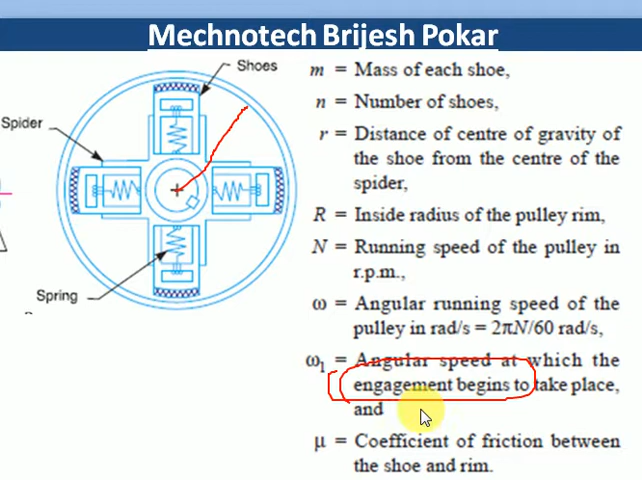 Mechnotech Brijesh Pokar
Shoes
Spider
Spring
m = Mass of each shoe,
n = Number of shoes,
r = Distance of centre of gravity of
the shoe from the centre of the
spider,
R = Inside radius of the pulley rim,
N = Running speed of the pulley in
r.p.m.,
ω = Angular running speed of the
pulley in rad/s = 2πN/60 rad/s,
ω₁ = Angular speed at which the
engagement begins to take place,
and
μ = Coefficient of friction between
the shoe and rim.